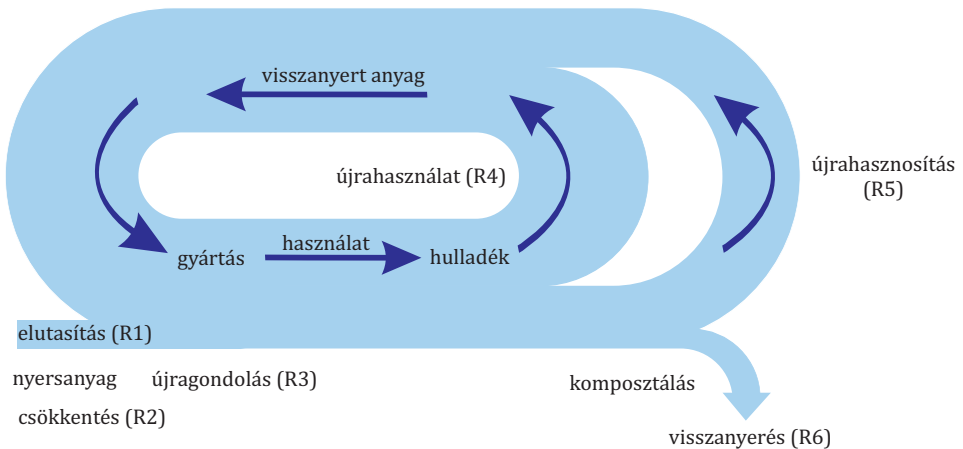 visszanyert anyag
újrahasználat (R4)
újrahasznosítás
(R5)
használat
gyártás
hulladék
elutasítás (R1)
nyersanyag
újragondolás (R3)
komposztálás
csökkentés (R2)
visszanyerés (R6)